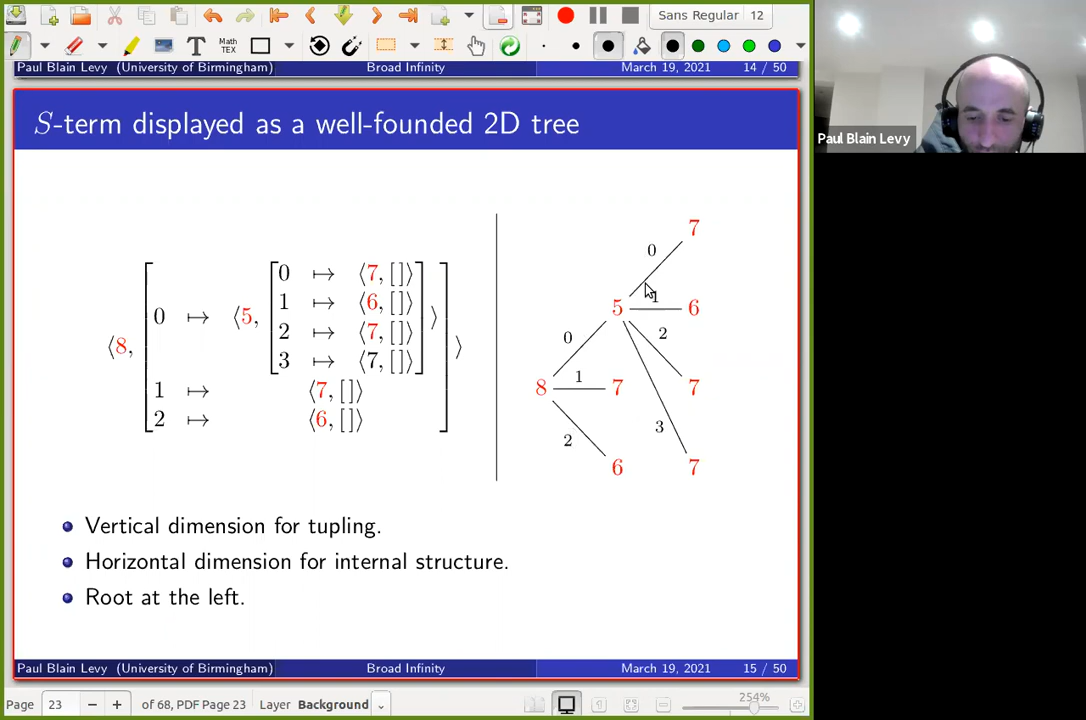 Sans Regular 12
Math
TEX
Paul Blain Levy (University of Birmingham) Broad Infinity March 19, 2021 14 / 50
S-term displayed as a well-founded 2D tree
⟨8, [0 ↦ ⟨5, [0 ↦ ⟨7, []⟩
1 ↦ ⟨6, []⟩
2 ↦ ⟨7, []⟩
3 ↦ ⟨7, []⟩]⟩
1 ↦ ⟨7, []⟩
2 ↦ ⟨6, []⟩]⟩
7
0
1
5 6
0 2
1
8 7 7
2 3
6 7
Vertical dimension for tupling.
Horizontal dimension for internal structure.
Root at the left.
Paul Blain Levy (University of Birmingham) Broad Infinity March 19, 2021 15 / 50
Page 23 of 68, PDF Page 23 Layer Background 254%
Paul Blain Levy